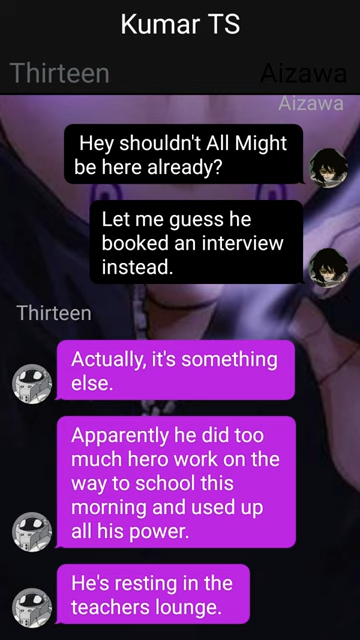 Kumar TS
Thirteen
Aizawa
Aizawa
Hey shouldn't All Might
be here already?
Let me guess he
booked an interview
instead.
Thirteen
Actually, it's something
else.
Apparently he did too
much hero work on the
way to school this
morning and used up
all his power.
He's resting in the
teachers lounge.